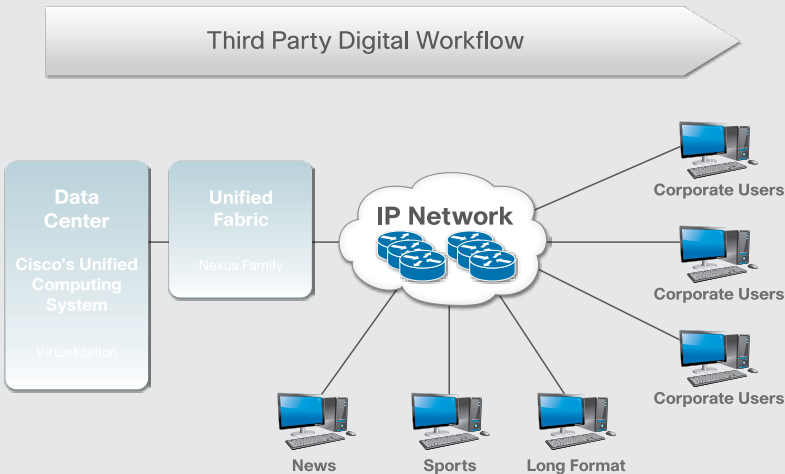 Third Party Digital Workflow
Data
Center
Cisco's Unified
Computing
System
Virtualization
Unified
Fabric
Nexus Family
IP Network
Corporate Users
Corporate Users
Corporate Users
News
Sports
Long Format